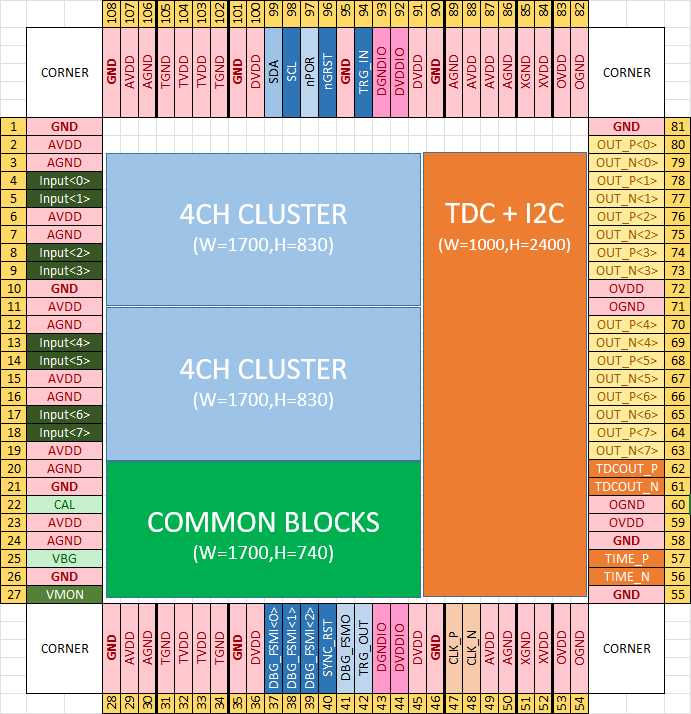 108 107 106 105 104 103 102 101 100 99 98 97 96 95 94 93 92 91 90 89 88 87 86 85 84 83 82
CORNER GND AVDD AGND TGND TVDD TVDD TGND GND DVDD SDA SCL nPOR nGRST GND TRG_IN DGNDIO DVDDIO DVDD GND AGND AVDD AVDD AGND XGND XVDD OVDD OGND CORNER
1 GND GND 81
2 AVDD OUT_P<0> 80
3 AGND OUT_N<0> 79
4 Input<0> OUT_P<1> 78
5 Input<1> OUT_N<1> 77
6 AVDD OUT_P<2> 76
7 AGND OUT_N<2> 75
8 Input<2> OUT_P<3> 74
9 Input<3> OUT_N<3> 73
10 GND OVDD 72
11 AVDD OGND 71
12 AGND OUT_P<4> 70
13 Input<4> OUT_N<4> 69
14 Input<5> OUT_P<5> 68
15 AVDD OUT_N<5> 67
16 AGND OUT_P<6> 66
17 Input<6> OUT_N<6> 65
18 Input<7> OUT_P<7> 64
19 AVDD OUT_N<7> 63
20 AGND TDCOUT_P 62
21 GND TDCOUT_N 61
22 CAL OGND 60
23 AVDD OVDD 59
24 AGND GND 58
25 VBG TIME_P 57
26 GND TIME_N 56
27 VMON GND 55
4CH CLUSTER
(W=1700,H=830)
TDC + I2C
(W=1000,H=2400)
4CH CLUSTER
(W=1700,H=830)
COMMON BLOCKS
(W=1700,H=740)
CORNER GND AVDD AGND TGND TVDD TVDD TGND GND DVDD DBG_FSMI<0> DBG_FSMI<1> DBG_FSMI<2> SYNC_RST DBG_FSMO TRG_OUT DGNDIO DVDDIO DVDD GND CLK_P CLK_N AVDD AGND XGND XVDD OVDD OGND CORNER
28 29 30 31 32 33 34 35 36 37 38 39 40 41 42 43 44 45 46 47 48 49 50 51 52 53 54